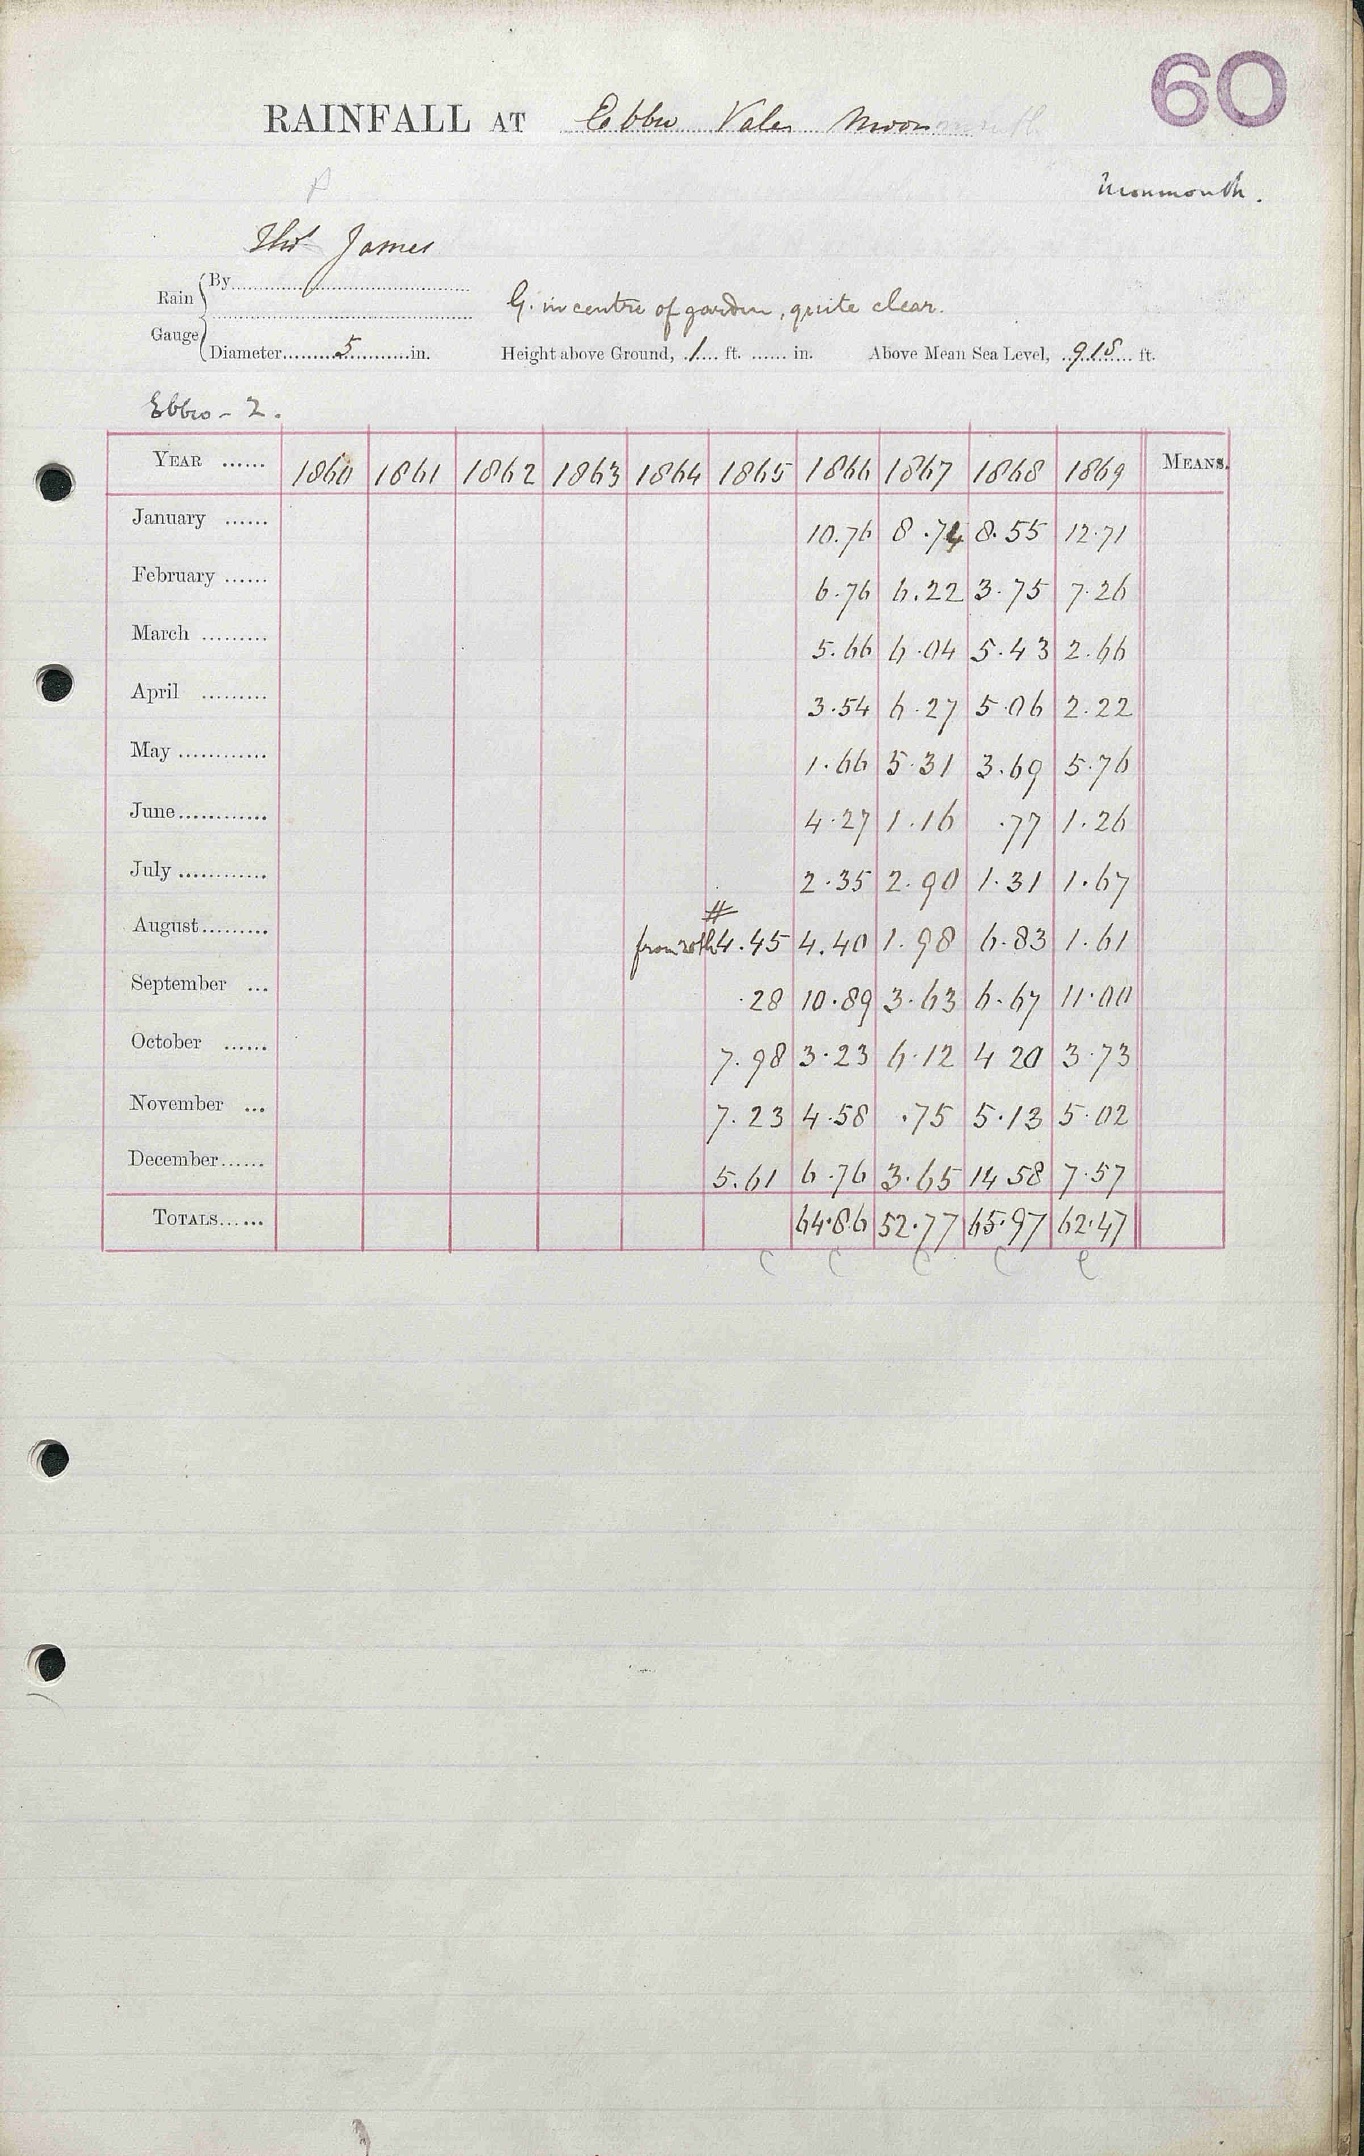 60
RAINFALL AT Ebbw Vale, Monmouth
Monmouth.
Thos James
Rain Gauge
By
G. in centre of garden, quite clear.
Diameter 5 in. Height above Ground, 1 ft. in. Above Mean Sea Level, 915 ft.
Ebbw - 2.
YEAR 1860 1861 1862 1863 1864 1865 1866 1867 1868 1869 MEANS.
January 10.76 8.74 8.55 12.71
February 6.76 6.22 3.75 7.26
March 5.66 6.04 5.43 2.66
April 3.54 6.27 5.06 2.22
May 1.66 5.31 3.69 5.76
June 4.27 1.16 .77 1.26
July 2.35 2.90 1.31 1.67
#
August from 20th 4.45 4.40 1.98 6.83 1.61
September .28 10.89 3.63 6.67 11.00
October 7.98 3.23 6.12 4 20 3.73
November 7.23 4.58 .75 5.13 5.02
December 5.61 6.76 3.65 14 58 7.57
TOTALS 64.86 52.77 65.97 62.47